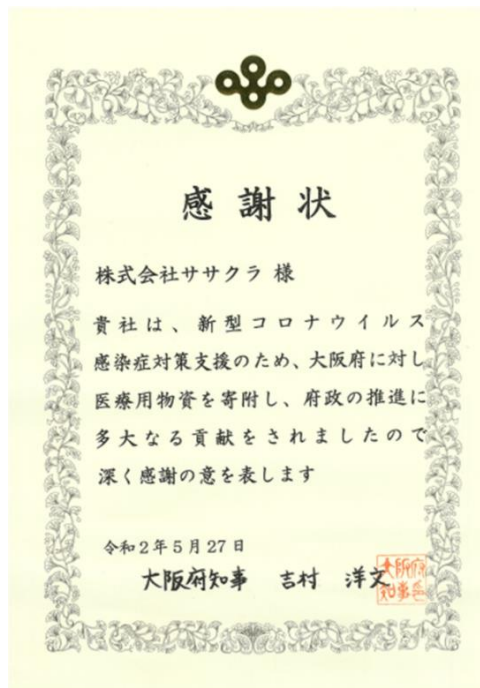 感謝状
株式会社ササクラ 様
貴社は、新型コロナウイルス
感染症対策支援のため、大阪府に対し
医療用物資を寄附し、府政の推進に
多大なる貢献をされましたので
深く感謝の意を表します
令和2年5月27日
大阪府知事 吉村 洋文